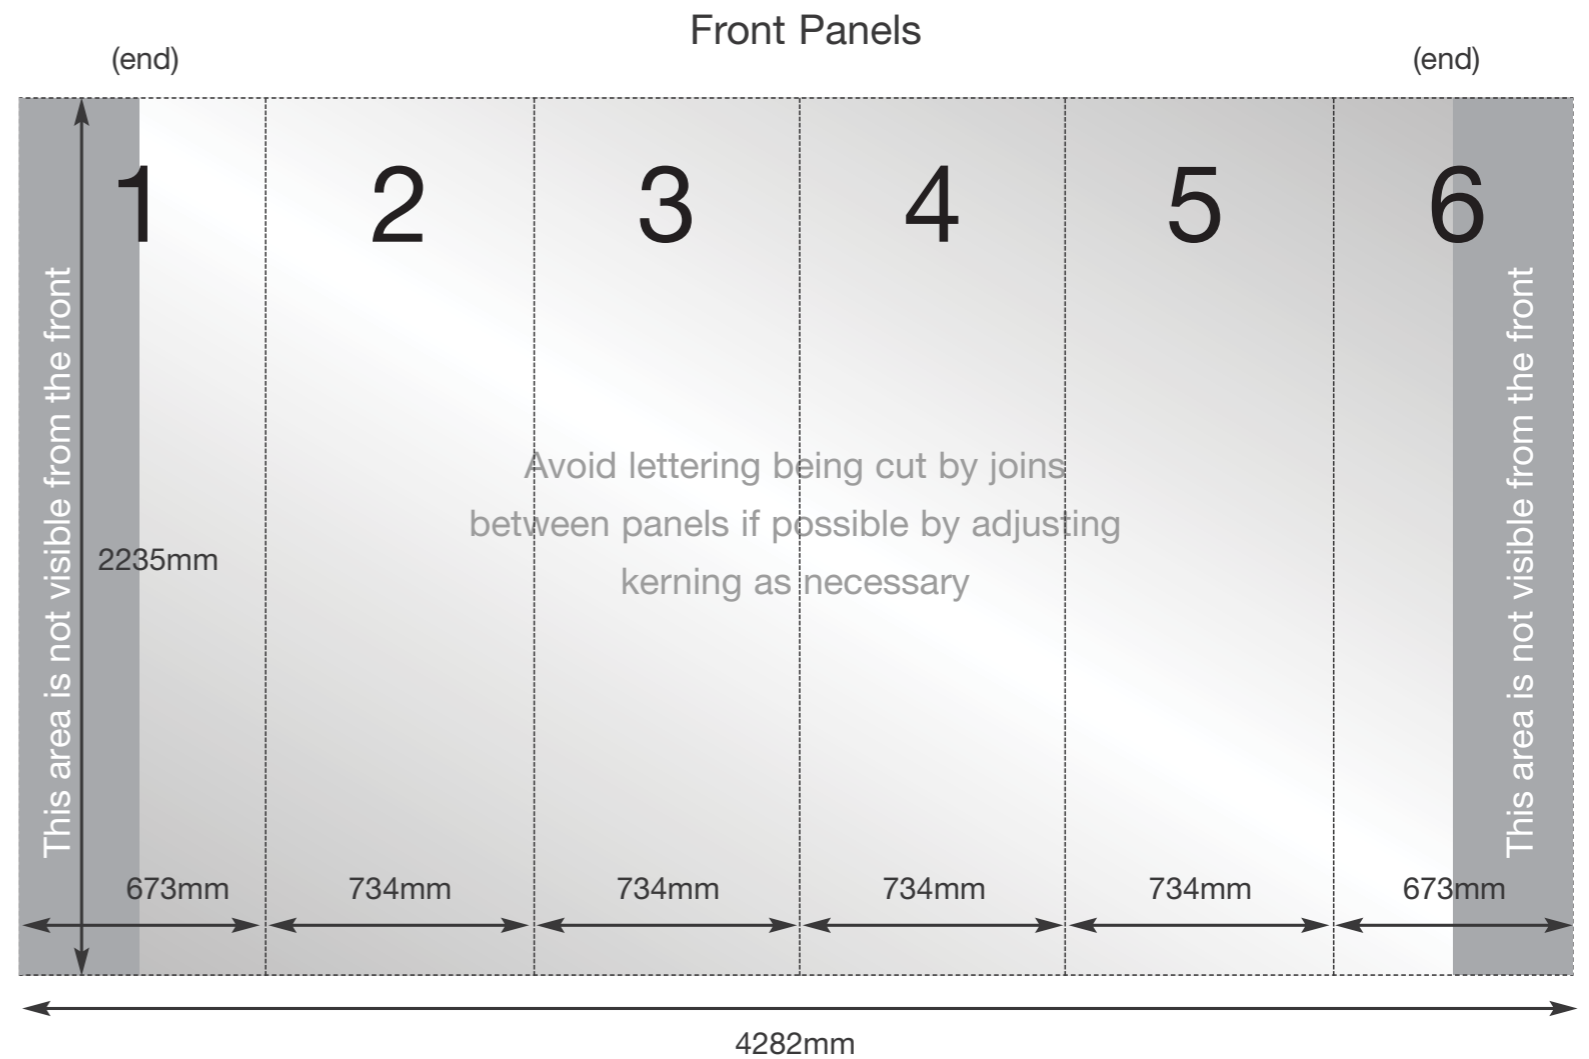 Front Panels
(end)
(end)
1
2
3
4
5
6
This area is not visible from the front
This area is not visible from the front
Avoid lettering being cut by joins
between panels if possible by adjusting
kerning as necessary
2235mm
673mm
734mm
734mm
734mm
734mm
673mm
4282mm